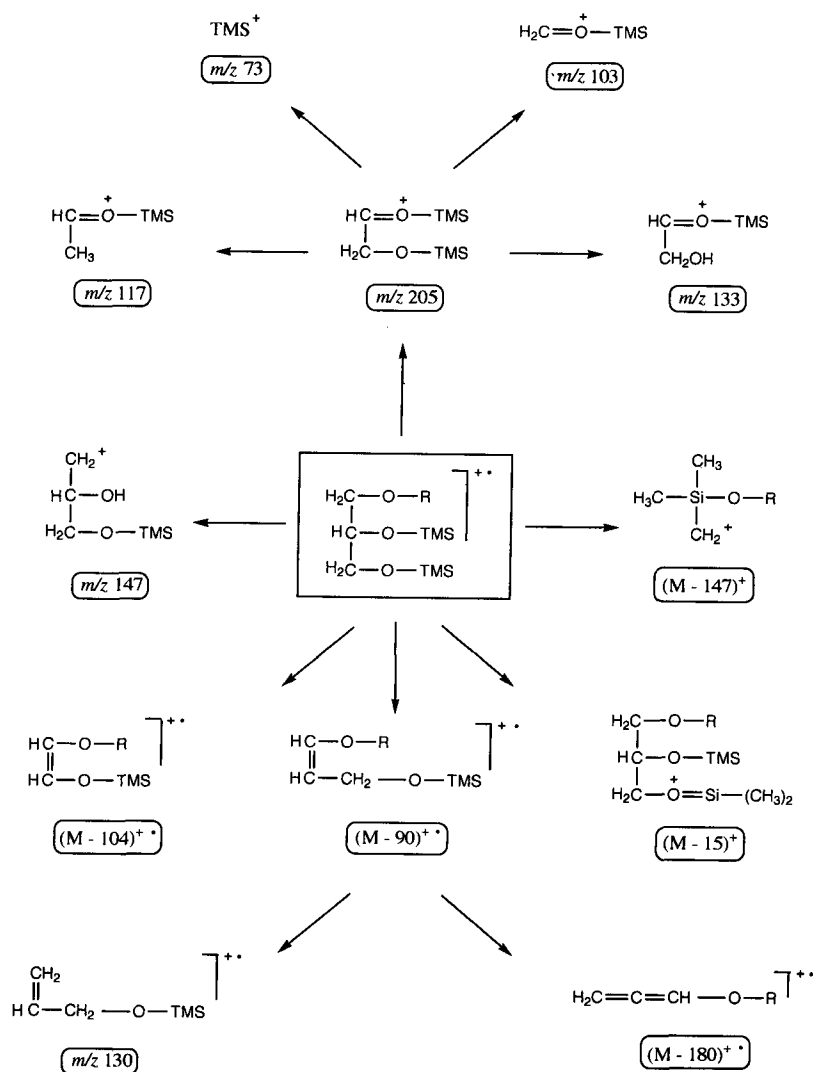 TMS+
m/z 73
H2C=O+—TMS
m/z 103
HC=O+—TMS
CH3
m/z 117
HC=O+—TMS
H2C—O—TMS
m/z 205
HC=O+—TMS
CH2OH
m/z 133
CH2+
HC—OH
H2C—O—TMS
m/z 147
H2C—O—R
HC—O—TMS
H2C—O—TMS
+•
CH3
H3C—Si—O—R
CH2+
(M - 147)+
HC—O—R
HC—O—TMS
+•
(M - 104)+•
HC—O—R
HC—CH2—O—TMS
+•
(M - 90)+•
H2C—O—R
HC—O—TMS
H2C—O+=Si—(CH3)2
(M - 15)+
CH2
HC—CH2—O—TMS
+•
m/z 130
H2C=C=CH—O—R
+•
(M - 180)+•